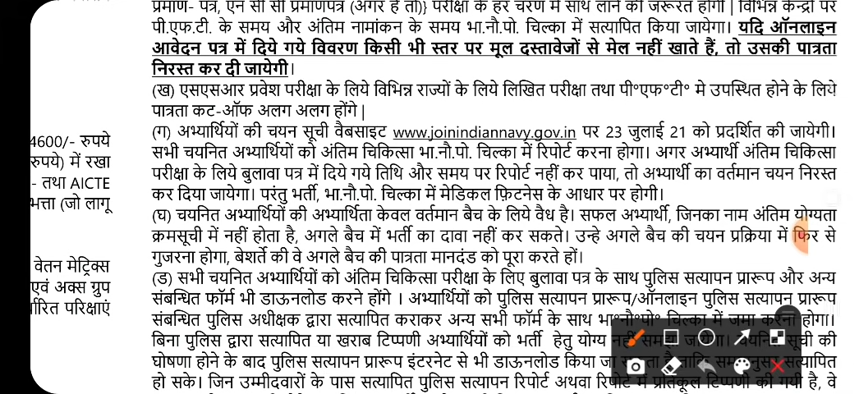 प्रमाण- पत्र, एन सी सी प्रमाणपत्र (अगर है तो)} परीक्षा के हर चरण में साथ लाने की जरूरत होगी | विभिन्न केन्द्रों पर
पी.एफ.टी. के समय और अंतिम नामांकन के समय भा.नौ.पो. चिल्का में सत्यापित किया जायेगा। यदि ऑनलाइन
आवेदन पत्र में दिये गये विवरण किसी भी स्तर पर मूल दस्तावेजों से मेल नहीं खाते हैं, तो उसकी पात्रता
निरस्त कर दी जायेगी।
(ख) एसएसआर प्रवेश परीक्षा के लिये विभिन्न राज्यों के लिये लिखित परीक्षा तथा पी°एफ°टी° मे उपस्थित होने के लिये
पात्रता कट-ऑफ अलग अलग होंगे |
(ग) अभ्यार्थियों की चयन सूची वैबसाइट www.joinindiannavy.gov.in पर 23 जुलाई 21 को प्रदर्शित की जायेगी।
सभी चयनित अभ्यार्थियों को अंतिम चिकित्सा भा.नौ.पो. चिल्का में रिपोर्ट करना होगा। अगर अभ्यार्थी अंतिम चिकित्सा
परीक्षा के लिये बुलावा पत्र में दिये गये तिथि और समय पर रिपोर्ट नहीं कर पाया, तो अभ्यार्थी का वर्तमान चयन निरस्त
कर दिया जायेगा। परंतु भर्ती, भा.नौ.पो. चिल्का में मेडिकल फ़िटनेस के आधार पर होगी।
(घ) चयनित अभ्यार्थियों की अभ्यार्थिता केवल वर्तमान बैच के लिये वैध है। सफल अभ्यार्थी, जिनका नाम अंतिम योग्यता
क्रमसूची में नहीं होता है, अगले बैच में भर्ती का दावा नहीं कर सकते। उन्हे अगले बैच की चयन प्रक्रिया में फिर से
गुजरना होगा, बेशर्ते की वे अगले बैच की पात्रता मानदंड को पूरा करते हों।
(ड) सभी चयनित अभ्यार्थियों को अंतिम चिकित्सा परीक्षा के लिए बुलावा पत्र के साथ पुलिस सत्यापन प्रारूप और अन्य
संबन्धित फॉर्म भी डाऊनलोड करने होंगे । अभ्यार्थियों को पुलिस सत्यापन प्रारूप/ऑनलाइन पुलिस सत्यापन प्रारूप
संबन्धित पुलिस अधीक्षक द्वारा सत्यापित कराकर अन्य सभी फॉर्म के साथ भा°नौ°पो° चिल्का में जमा करना होगा।
बिना पुलिस द्वारा सत्यापित या खराब टिप्पणी अभ्यार्थियों को भर्ती हेतु योग्य नहीं सूची की
घोषणा होने के बाद पुलिस सत्यापन प्रारूप इंटरनेट से भी डाऊनलोड किया जा सत्यापित
हो सके। जिन उम्मीदवारों के पास सत्यापित पुलिस सत्यापन रिपोर्ट अथवा रिपोर्ट में प्रतिकूल टिप्पणी की गयी है, वे
4600/- रुपये
रुपये) में रखा
- तथा AICTE
भत्ता (जो लागू
वेतन मेट्रिक्स
एवं अक्स ग्रुप
र्धारित परिक्षाएं